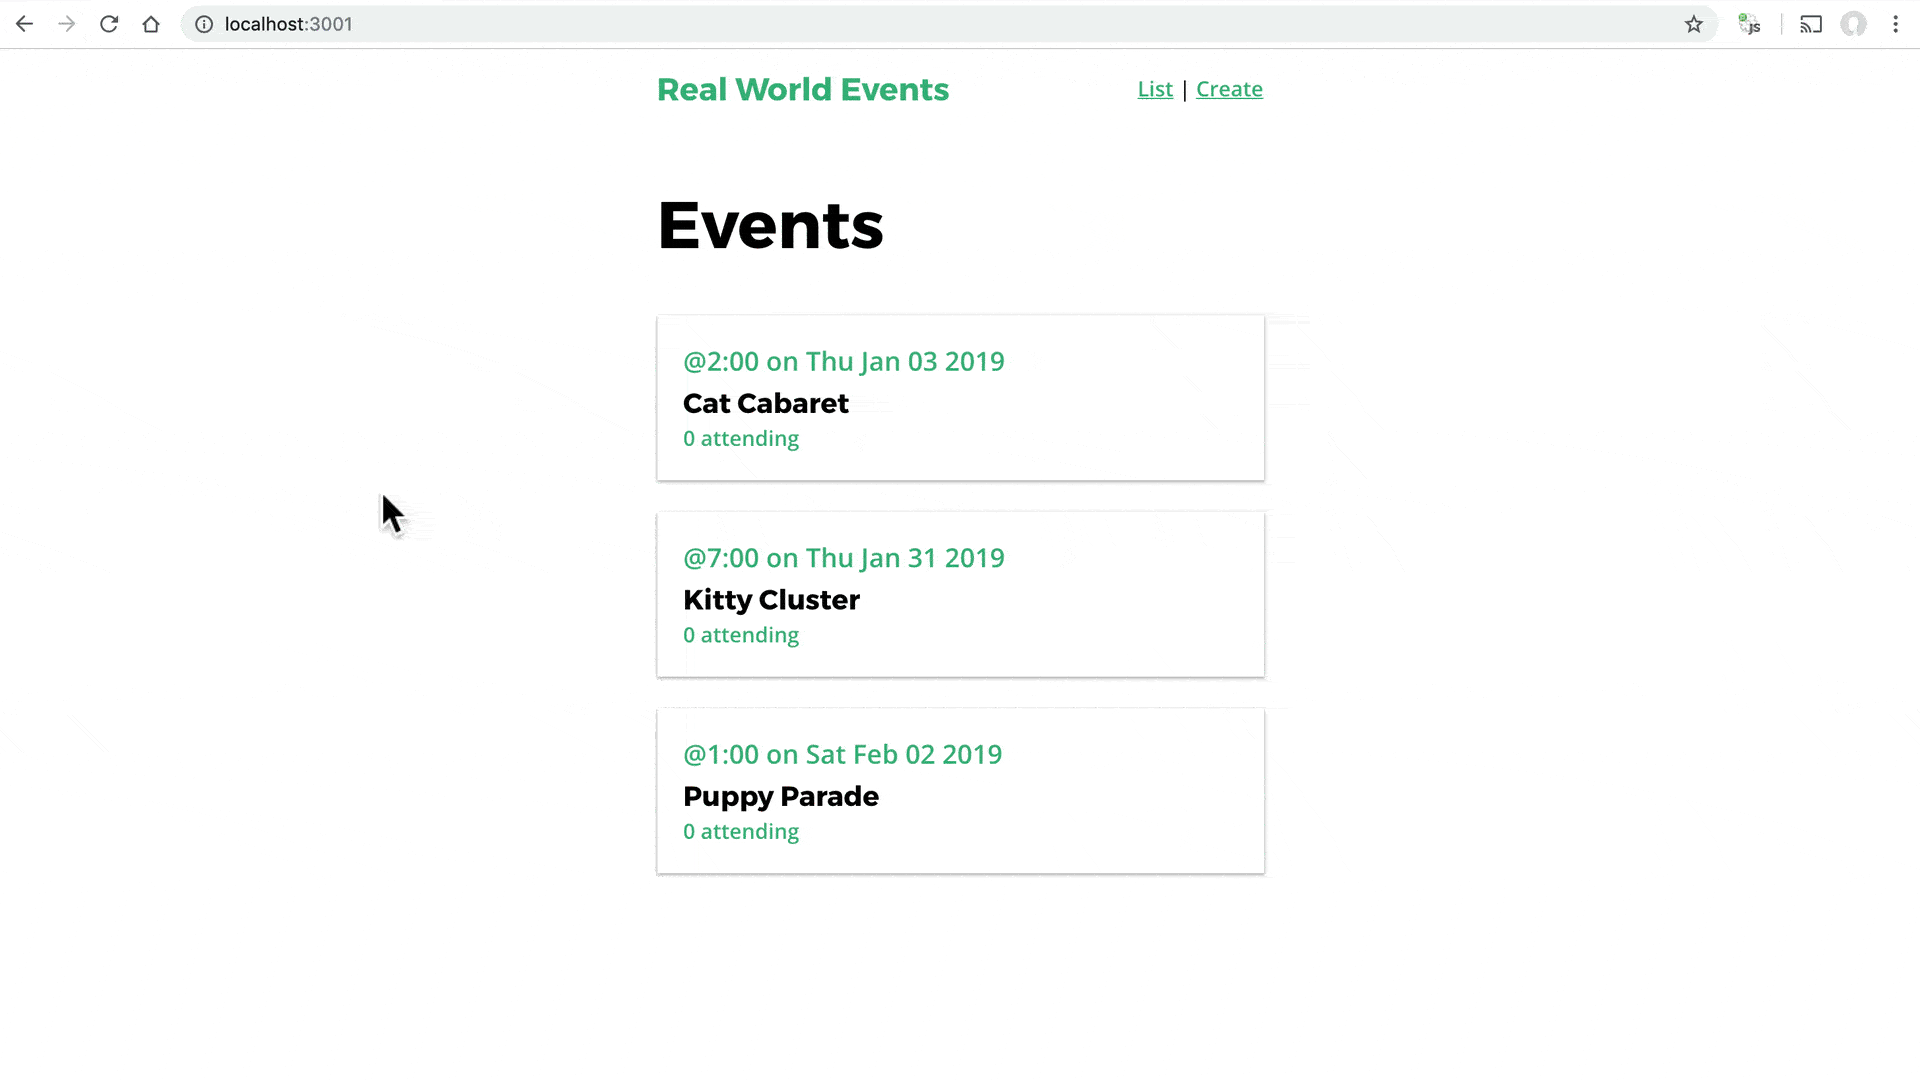 localhost:3001
JS
Real World Events
List | Create
Events
@2:00 on Thu Jan 03 2019
Cat Cabaret
0 attending
@7:00 on Thu Jan 31 2019
Kitty Cluster
0 attending
@1:00 on Sat Feb 02 2019
Puppy Parade
0 attending